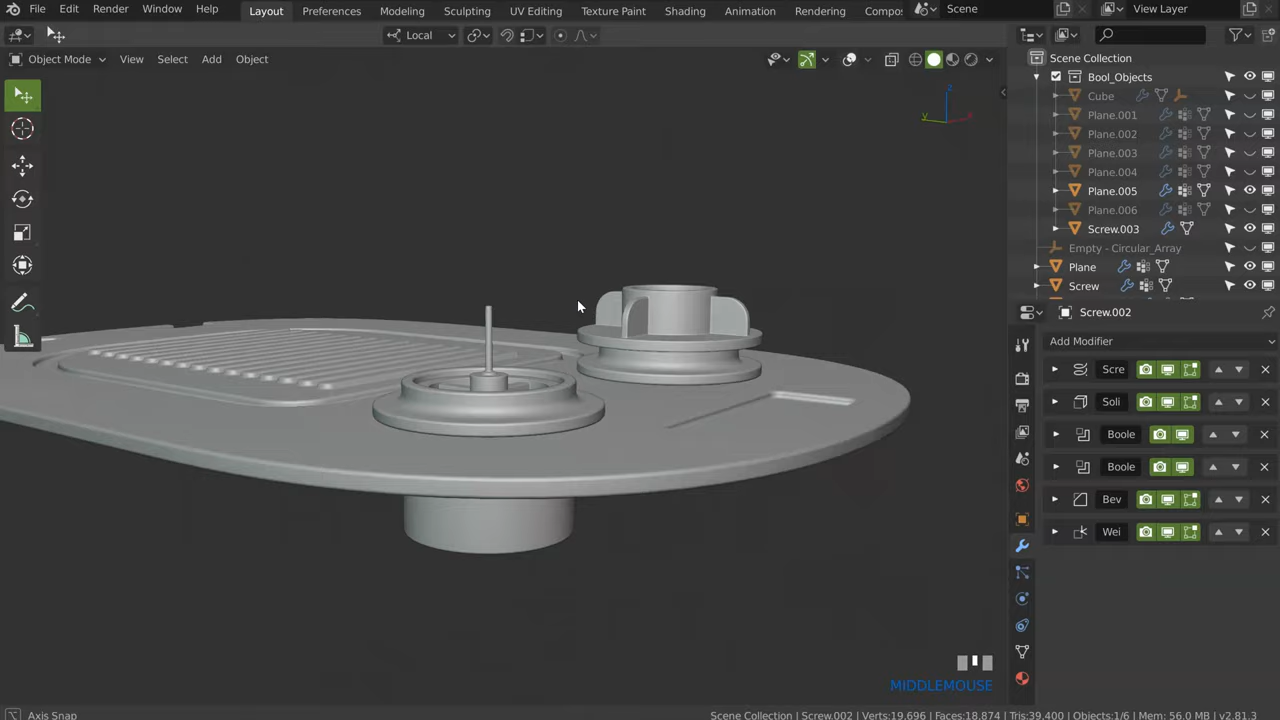 File Edit Render Window Help Layout Preferences Modeling Sculpting UV Editing Texture Paint Shading Animation Rendering Compos Scene View Layer
Local
Object Mode View Select Add Object
Scene Collection
Bool_Objects
Cube
Plane.001
Plane.002
Plane.003
Plane.004
Plane.005
Plane.006
Screw.003
Empty - Circular_Array
Plane
Screw
Screw.002
Add Modifier
Scre
Soli
Boole
Boole
Bev
Wei
z
y
MIDDLEMOUSE
Axis Snap
Scene Collection | Screw.002 | Verts:19.696 | Faces:18.874 | Tris:39.400 | Objects:1/6 | Mem: 56.0 MB | v2.81.3